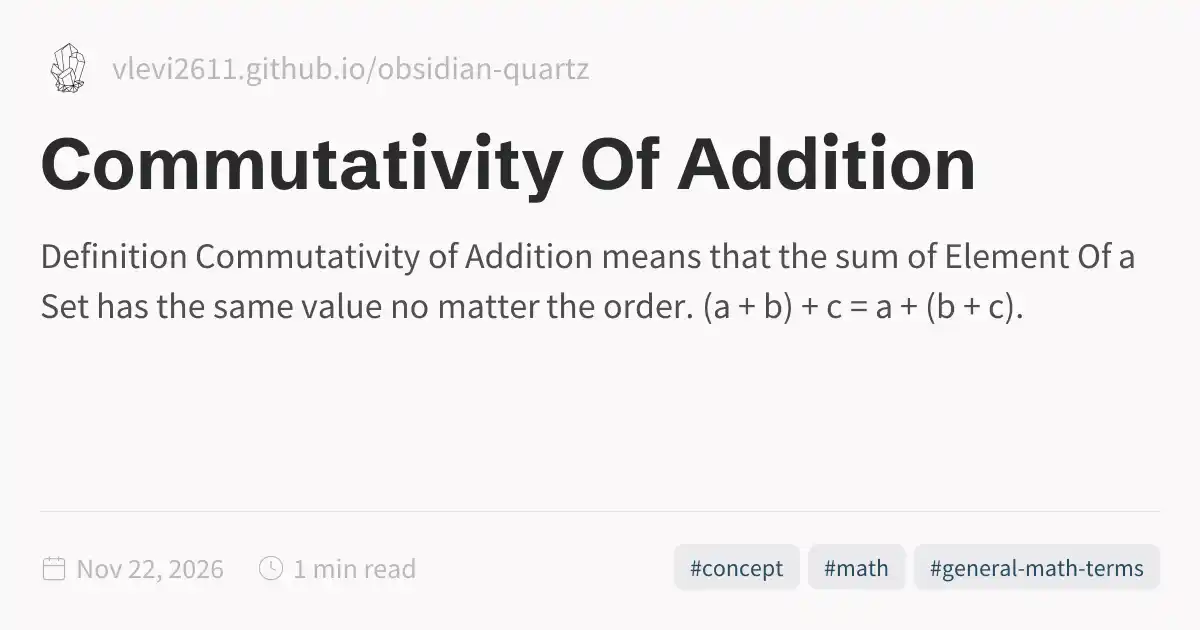 vlevi2611.github.io/obsidian-quartz
Commutativity Of Addition
Definition Commutativity of Addition means that the sum of Element Of a
Set has the same value no matter the order. (a + b) + c = a + (b + c).
Nov 22, 2026 1 min read #concept #math #general-math-terms